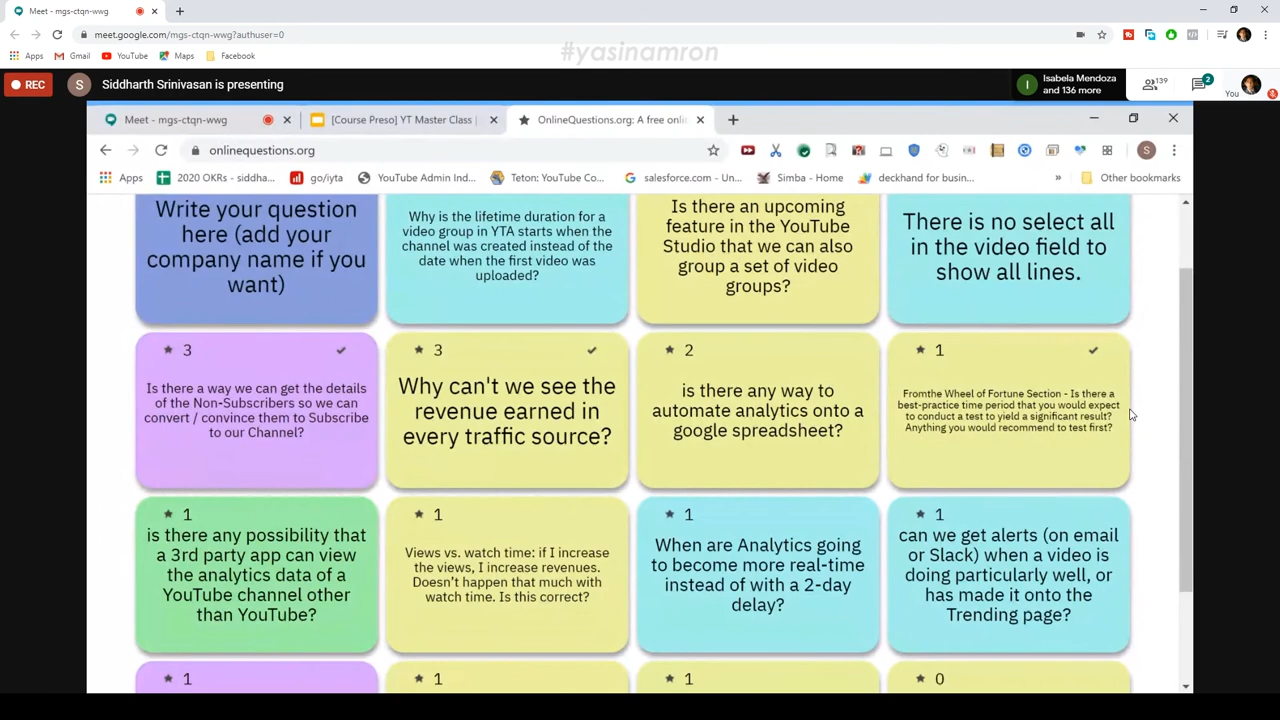 Meet - mgs-ctqn-wwg
meet.google.com/mgs-ctqn-wwg?authuser=0
Apps
Gmail
YouTube
Maps
Facebook
#yasinamron
REC
S
Siddharth Srinivasan is presenting
I
Isabela Mendoza
and 136 more
139
2
You
Meet - mgs-ctqn-wwg
[Course Preso] YT Master Class |
OnlineQuestions.org: A free onli
onlinequestions.org
S
Apps
2020 OKRs - siddha...
go/iyta
YouTube Admin Ind...
Teton: YouTube Co...
salesforce.com - Un...
Simba - Home
deckhand for busin...
»
Other bookmarks
Write your question
here (add your
company name if you
want)
Why is the lifetime duration for a
video group in YTA starts when the
channel was created instead of the
date when the first video was
uploaded?
Is there an upcoming
feature in the YouTube
Studio that we can also
group a set of video
groups?
There is no select all
in the video field to
show all lines.
3
Is there a way we can get the details
of the Non-Subscribers so we can
convert / convince them to Subscribe
to our Channel?
3
Why can't we see the
revenue earned in
every traffic source?
2
is there any way to
automate analytics onto a
google spreadsheet?
1
Fromthe Wheel of Fortune Section - Is there a
best-practice time period that you would expect
to conduct a test to yield a significant result?
Anything you would recommend to test first?
1
is there any possibility that
a 3rd party app can view
the analytics data of a
YouTube channel other
than YouTube?
1
Views vs. watch time: if I increase
the views, I increase revenues.
Doesn't happen that much with
watch time. Is this correct?
1
When are Analytics going
to become more real-time
instead of with a 2-day
delay?
1
can we get alerts (on email
or Slack) when a video is
doing particularly well, or
has made it onto the
Trending page?
1
1
1
0